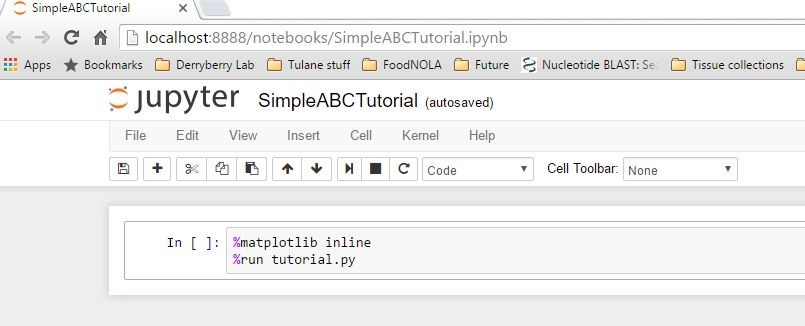 SimpleABCTutorial
localhost:8888/notebooks/SimpleABCTutorial.ipynb
Apps Bookmarks Derryberry Lab Tulane stuff FoodNOLA Future Nucleotide BLAST: Tissue collections
jupyter SimpleABCTutorial (autosaved)
File Edit View Insert Cell Kernel Help
Code Cell Toolbar: None
In [ ]: %matplotlib inline
%run tutorial.py